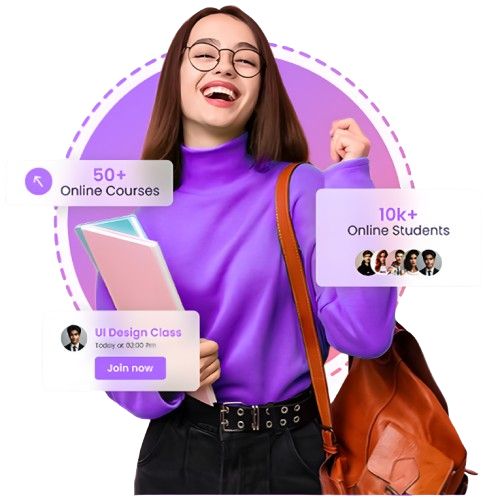 50+
Online Courses
10k+
Online Students
UI Design Class
Today at 02:00 Pm
Join now